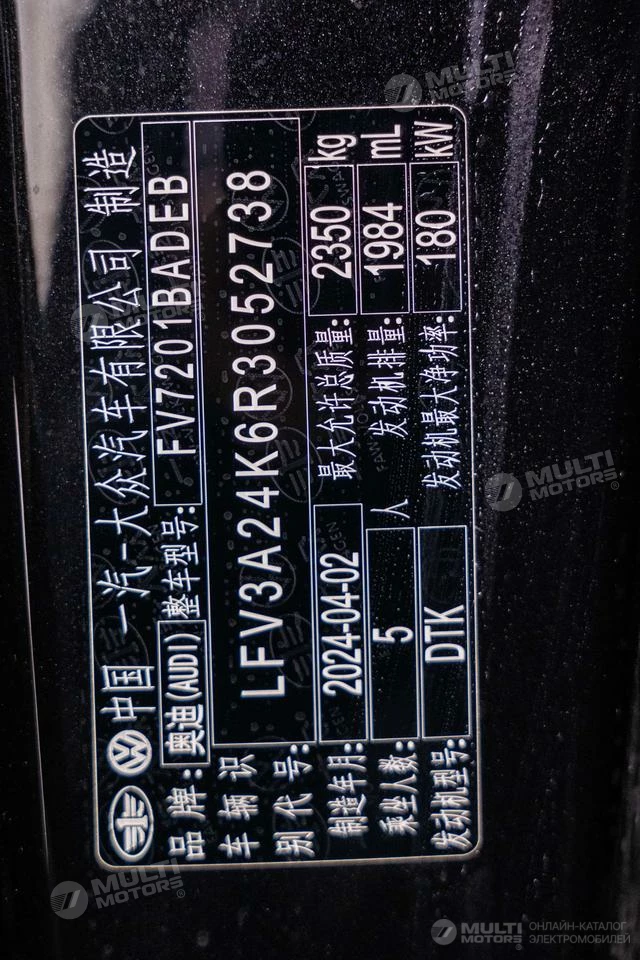 中国 一汽-大众汽车有限公司 制造
品牌: 奥迪(AUDI) 整车型号: FV7201BADEB
车辆识别代号: LFV3A24K6R3052738
制造年月: 2024-04-02 最大允许总质量: 2350 kg
乘坐人数: 5 人 发动机排量: 1984 mL
发动机型号: DTK 发动机最大净功率: 180 kW
MULTI MOTORS
MULTI MOTORS
MULTI MOTORS
MULTI MOTORS ОНЛАЙН-КАТАЛОГ
ЭЛЕКТРОМОБИЛЕЙ